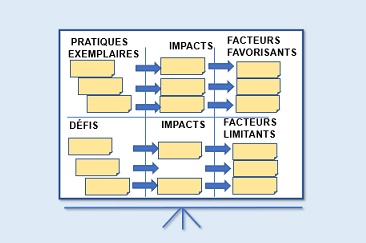 PRATIQUES
EXEMPLAIRES
IMPACTS
FACTEURS
FAVORISANTS
DÉFIS
IMPACTS
FACTEURS
LIMITANTS